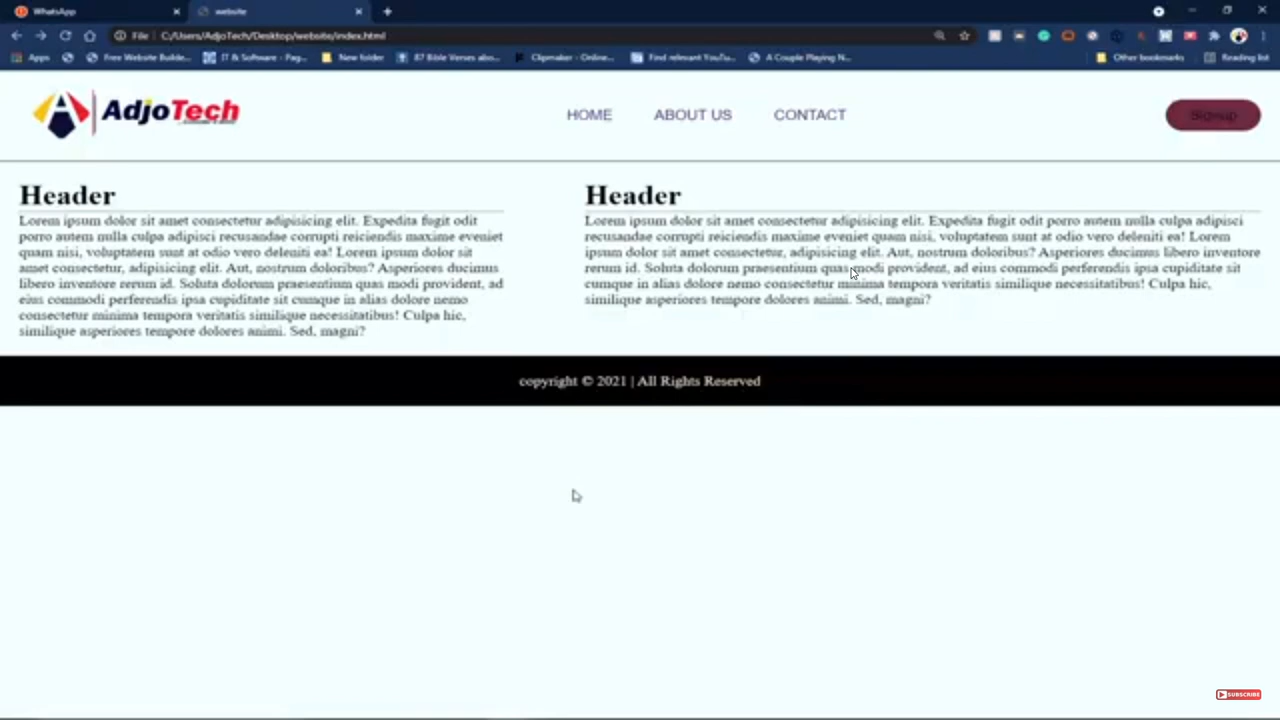 WhatsApp
website
File
C:/Users/AdjoTech/Desktop/website/index.html
Apps
Free Website Builde...
IT & Software - Pag...
New folder
87 Bible Verses abo...
Clipmaker - Online...
Find relevant YouTu...
A Couple Playing N...
Other bookmarks
Reading list
AdjoTech
HOME
ABOUT US
CONTACT
Signup
Header
Lorem ipsum dolor sit amet consectetur adipisicing elit. Expedita fugit odit
porro autem nulla culpa adipisci recusandae corrupti reiciendis maxime eveniet
quam nisi, voluptatem sunt at odio vero deleniti ea! Lorem ipsum dolor sit
amet consectetur, adipisicing elit. Aut, nostrum doloribus? Asperiores ducimus
libero inventore rerum id. Soluta dolorum praesentium quas modi provident, ad
eius commodi perferendis ipsa cupiditate sit cumque in alias dolore nemo
consectetur minima tempora veritatis similique necessitatibus! Culpa hic,
similique asperiores tempore dolores animi. Sed, magni?
Header
Lorem ipsum dolor sit amet consectetur adipisicing elit. Expedita fugit odit porro autem nulla culpa adipisci
recusandae corrupti reiciendis maxime eveniet quam nisi, voluptatem sunt at odio vero deleniti ea! Lorem
ipsum dolor sit amet consectetur, adipisicing elit. Aut, nostrum doloribus? Asperiores ducimus libero inventore
rerum id. Soluta dolorum praesentium quas modi provident, ad eius commodi perferendis ipsa cupiditate sit
cumque in alias dolore nemo consectetur minima tempora veritatis similique necessitatibus! Culpa hic,
similique asperiores tempore dolores animi. Sed, magni?
copyright © 2021 | All Rights Reserved
SUBSCRIBE